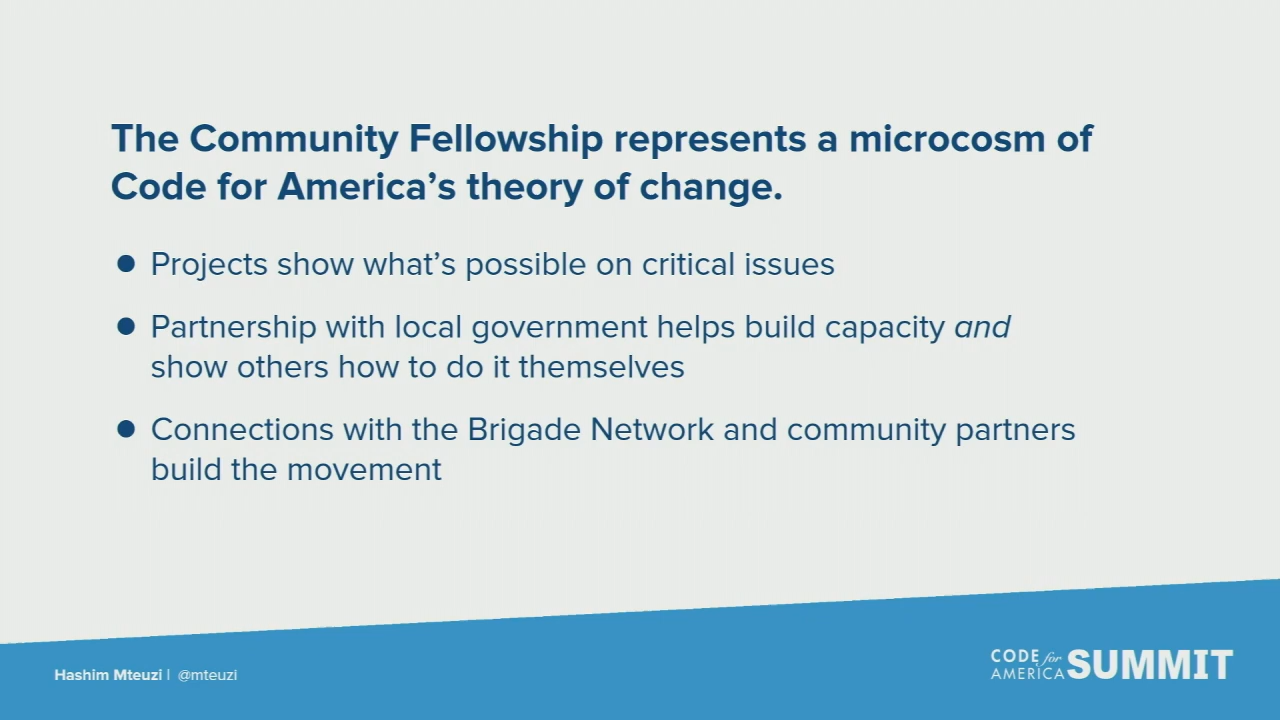 The Community Fellowship represents a microcosm of
Code for America’s theory of change.
● Projects show what’s possible on critical issues
● Partnership with local government helps build capacity and
show others how to do it themselves
● Connections with the Brigade Network and community partners
build the movement
Hashim Mteuzi | @mteuzi
CODE for
AMERICA SUMMIT